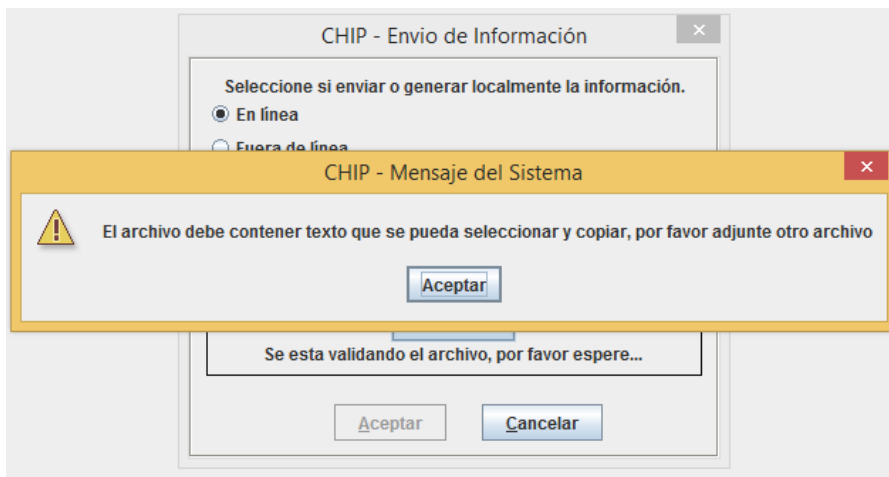 CHIP - Envio de Información
Seleccione si enviar o generar localmente la información.
En línea
Fuera de línea
CHIP - Mensaje del Sistema
El archivo debe contener texto que se pueda seleccionar y copiar, por favor adjunte otro archivo
Aceptar
Se esta validando el archivo, por favor espere...
Aceptar
Cancelar